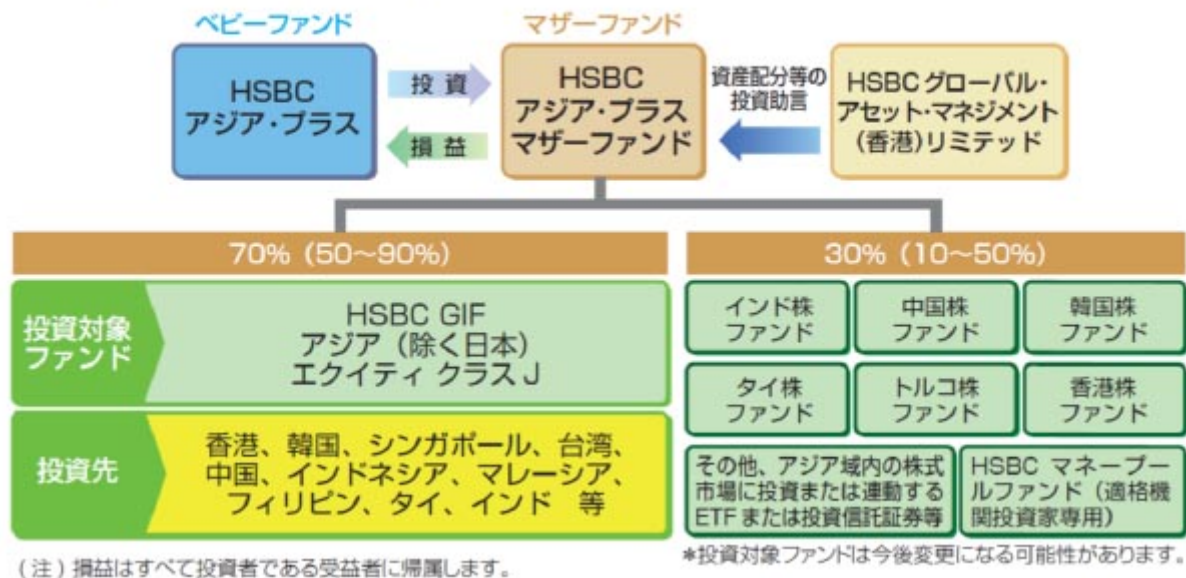 ベビーファンド
マザーファンド
HSBC
アジア・プラス
投資
損益
HSBC
アジア・プラス
マザーファンド
資産配分等の
投資助言
HSBC グローバル・
アセット・マネジメント
(香港)リミテッド
70% (50~90%)
投資対象
ファンド
HSBC GIF
アジア (除く日本)
エクイティ クラス J
投資先
香港、韓国、シンガポール、台湾、
中国、インドネシア、マレーシア、
フィリピン、タイ、インド 等
30% (10~50%)
インド株
ファンド
中国株
ファンド
韓国株
ファンド
タイ株
ファンド
トルコ株
ファンド
香港株
ファンド
その他、アジア域内の株式
市場に投資または連動する
ETF または投資信託証券等
HSBC マネープー
ルファンド(適格機
関投資家専用)
(注) 損益はすべて投資者である受益者に帰属します。
*投資対象ファンドは今後変更になる可能性があります。